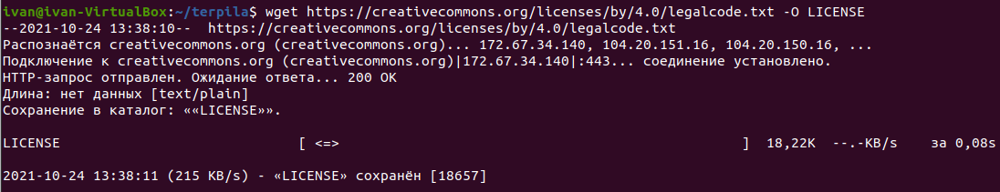 ivan@ivan-VirtualBox:~/terpila$ wget https://creativecommons.org/licenses/by/4.0/legalcode.txt -O LICENSE
--2021-10-24 13:38:10--  https://creativecommons.org/licenses/by/4.0/legalcode.txt
Распознаётся creativecommons.org (creativecommons.org)... 172.67.34.140, 104.20.151.16, 104.20.150.16, ...
Подключение к creativecommons.org (creativecommons.org)|172.67.34.140|:443... соединение установлено.
HTTP-запрос отправлен. Ожидание ответа... 200 OK
Длина: нет данных [text/plain]
Сохранение в каталог: ««LICENSE»».
LICENSE [ <=> ] 18,22K --.-KB/s за 0,08s
2021-10-24 13:38:11 (215 KB/s) - «LICENSE» сохранён [18657]